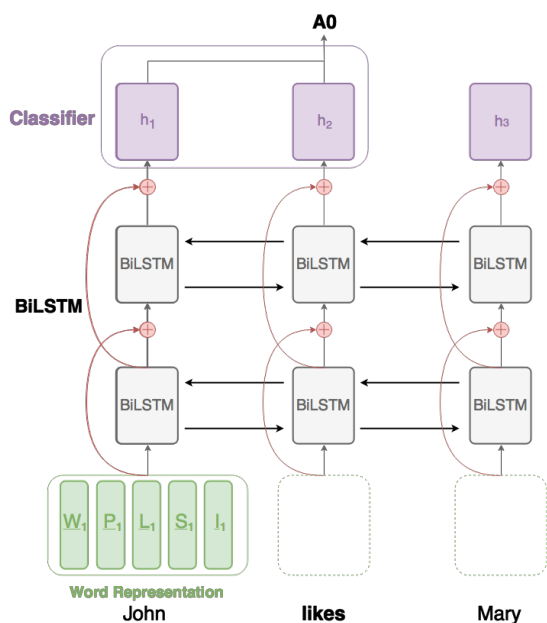 A0
Classifier
h1
h2
h3
BiLSTM
BiLSTM
BiLSTM
BiLSTM
BiLSTM
BiLSTM
BiLSTM
W1
P1
L1
S1
I1
Word Representation
John
likes
Mary